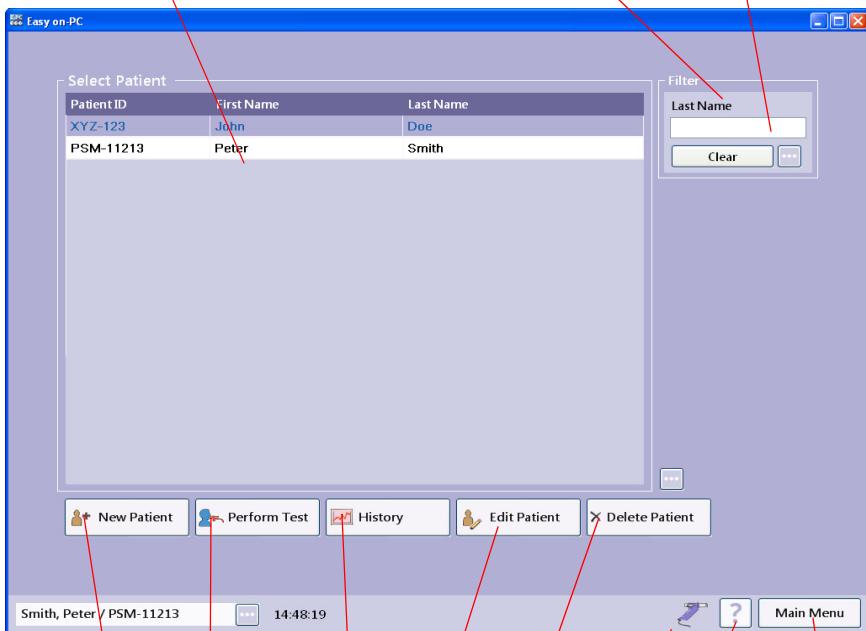 Easy on-PC
Select Patient
Patient ID First Name Last Name
XYZ-123 John Doe
PSM-11213 Peter Smith
Filter
Last Name
Clear ...
...
New Patient Perform Test History Edit Patient Delete Patient
Smith, Peter / PSM-11213 ... 14:48:19 ? Main Menu